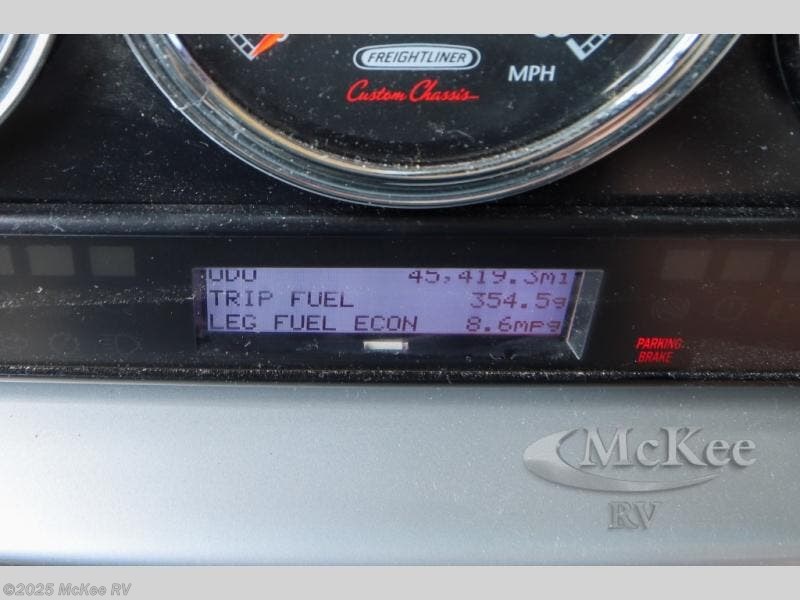 FREIGHTLINER
Custom Chassis
MPH
ODO 45,419.3mi
TRIP FUEL 354.5g
LEG FUEL ECON 8.6mpg
PARKING
BRAKE
McKee
RV
©2025 McKee RV